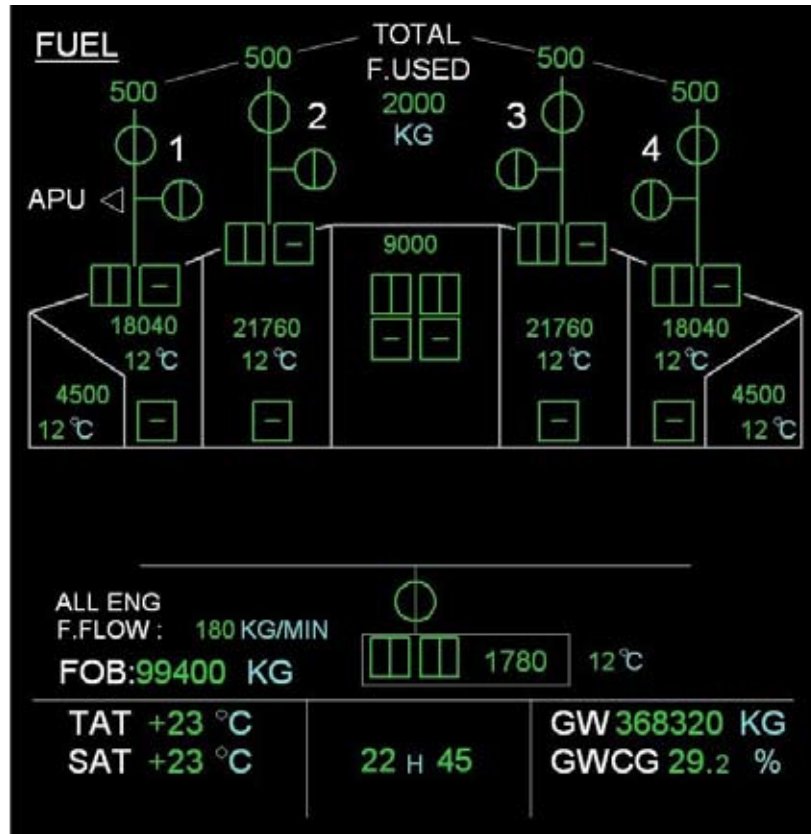 FUEL
TOTAL
500 500
F.USED
500 2000 500
KG
1 2 3 4
APU
9000
18040 21760 21760 18040
12 °C 12 °C 12 °C 12 °C
4500 4500
12 °C 12 °C
ALL ENG
F.FLOW : 180 KG/MIN
1780 12 °C
FOB:99400 KG
TAT +23 °C
SAT +23 °C
22 H 45
GW 368320 KG
GWCG 29.2 %